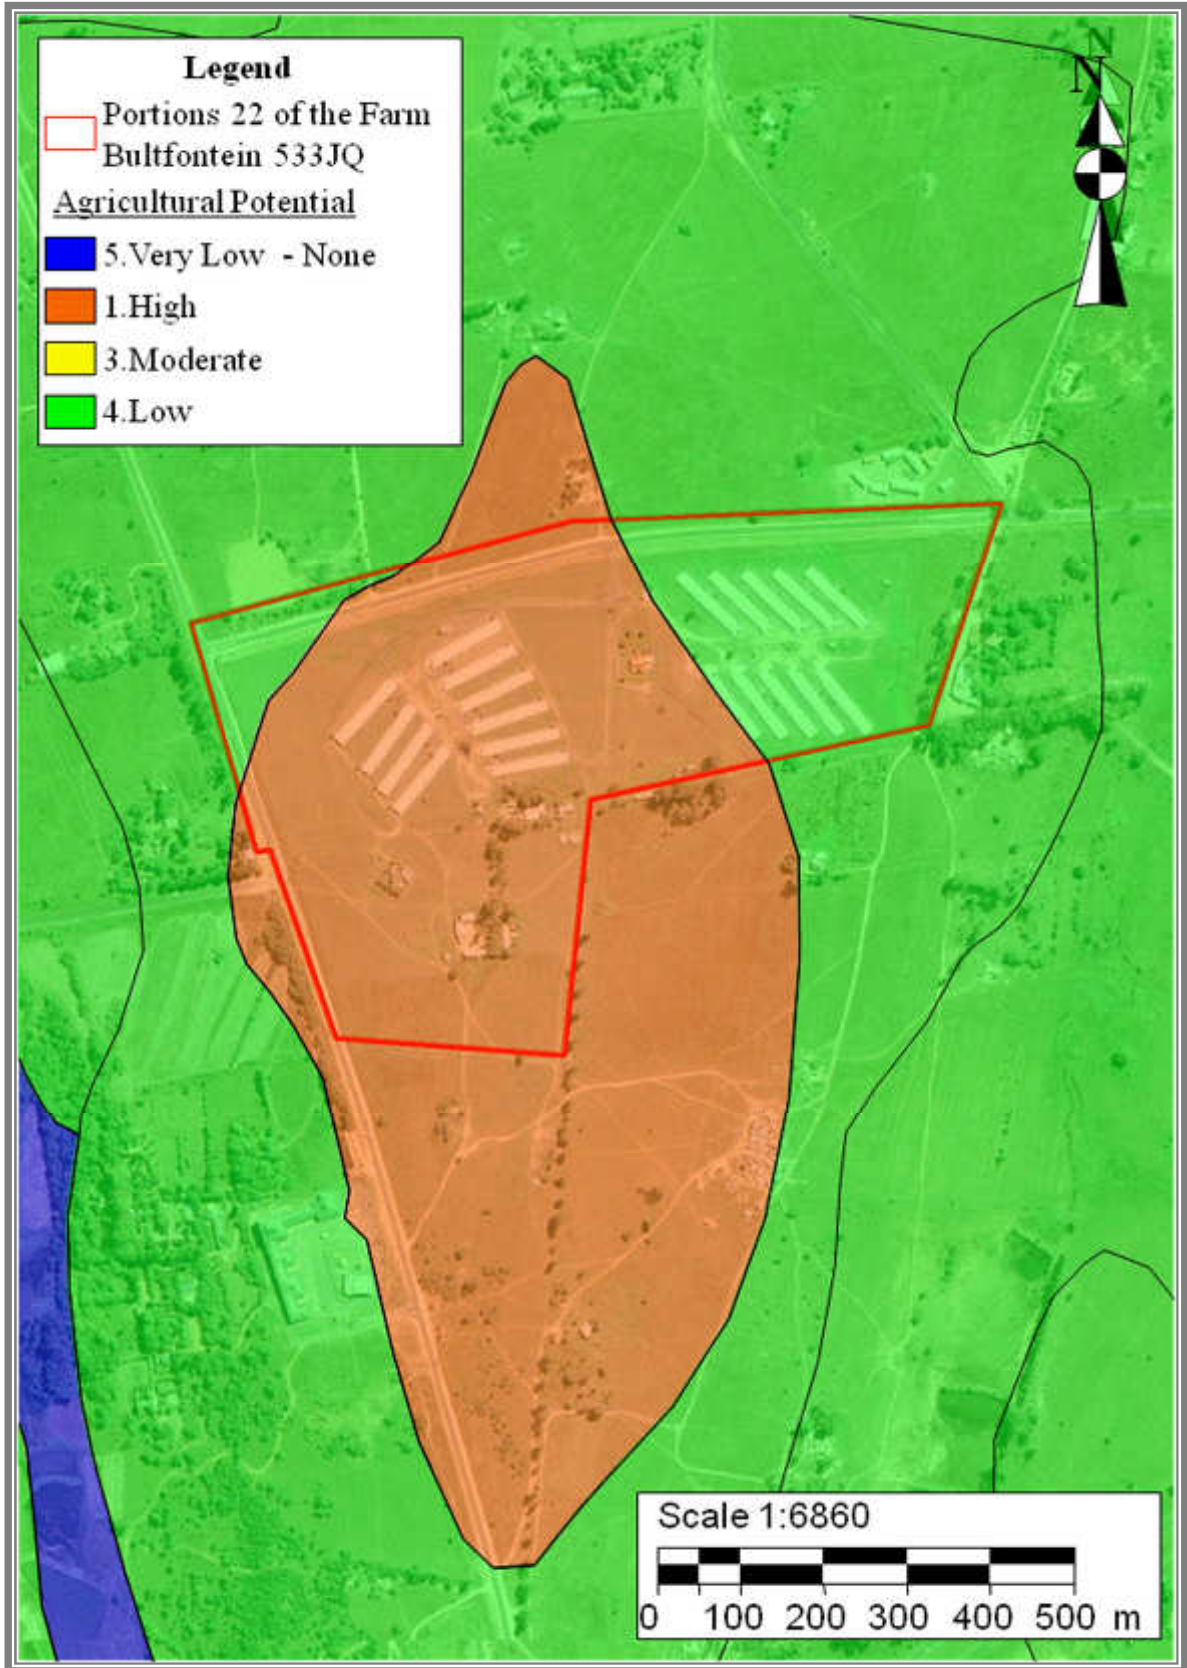 Legend
Portions 22 of the Farm
Bultfontein 533JQ
Agricultural Potential
5.Very Low - None
1.High
3.Moderate
4.Low
N
N
Scale 1:6860
0 100 200 300 400 500 m